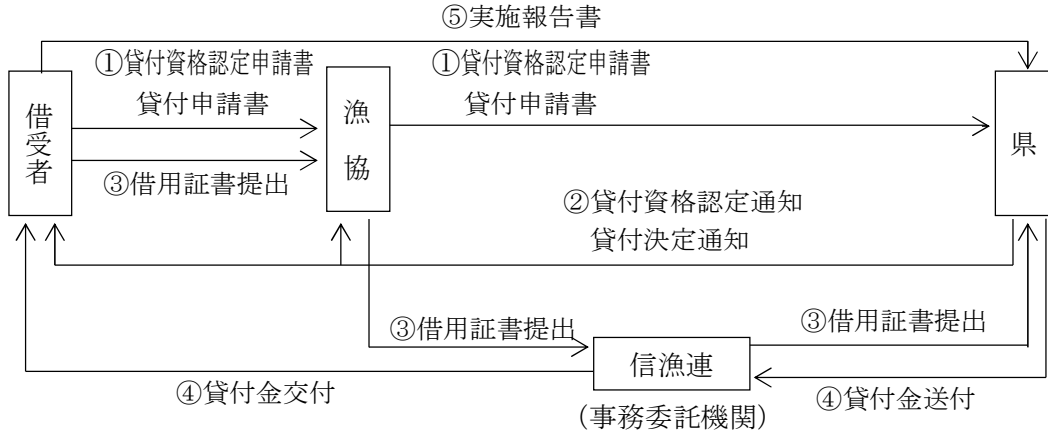 ⑤実施報告書
①貸付資格認定申請書
貸付申請書
①貸付資格認定申請書
貸付申請書
借受者
漁協
県
③借用証書提出
②貸付資格認定通知
貸付決定通知
③借用証書提出
③借用証書提出
信漁連
④貸付金交付
④貸付金送付
（事務委託機関）